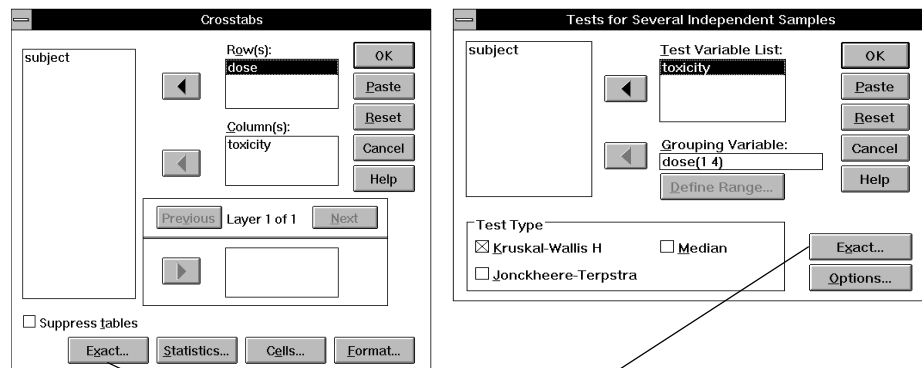 Crosstabs
subject
Row(s):
dose
Column(s):
toxicity
OK
Paste
Reset
Cancel
Help
Previous Layer 1 of 1 Next
Suppress tables
Exact... Statistics... Cells... Format...
Tests for Several Independent Samples
subject
Test Variable List:
toxicity
Grouping Variable:
dose(1 4)
Define Range...
OK
Paste
Reset
Cancel
Help
Test Type
Kruskal-Wallis H Median
Jonckheere-Terpstra
Exact...
Options...